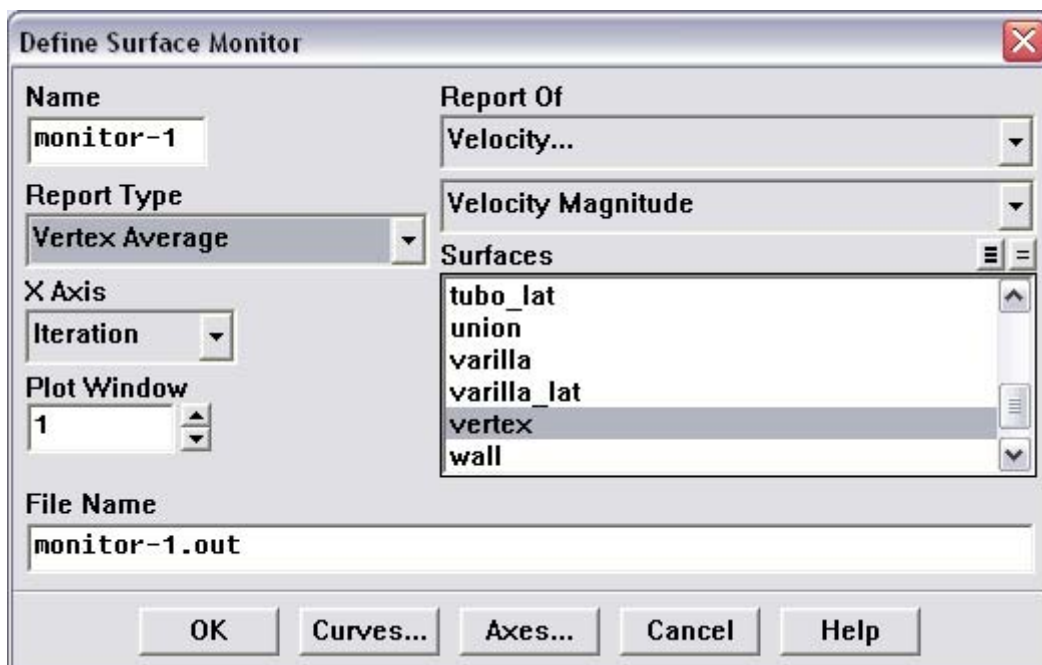 Define Surface Monitor
Name
monitor-1
Report Type
Vertex Average
X Axis
Iteration
Plot Window
1
Report Of
Velocity...
Velocity Magnitude
Surfaces
tubo_lat
union
varilla
varilla_lat
vertex
wall
File Name
monitor-1.out
OK Curves... Axes... Cancel Help